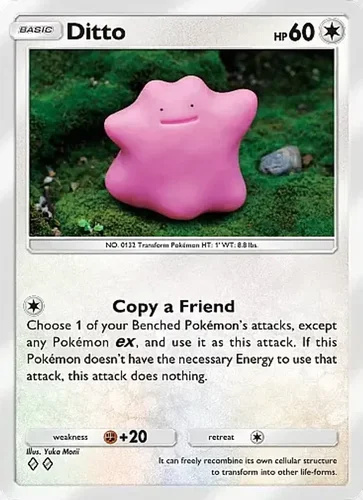 BASIC Ditto HP 60
NO. 0132 Transform Pokémon HT: 1' WT: 8.8 lbs.
Copy a Friend
Choose 1 of your Benched Pokémon's attacks, except
any Pokémon ex, and use it as this attack. If this
Pokémon doesn't have the necessary Energy to use that
attack, this attack does nothing.
weakness +20 retreat
Illus. Yuka Morii
It can freely recombine its own cellular structure
to transform into other life-forms.